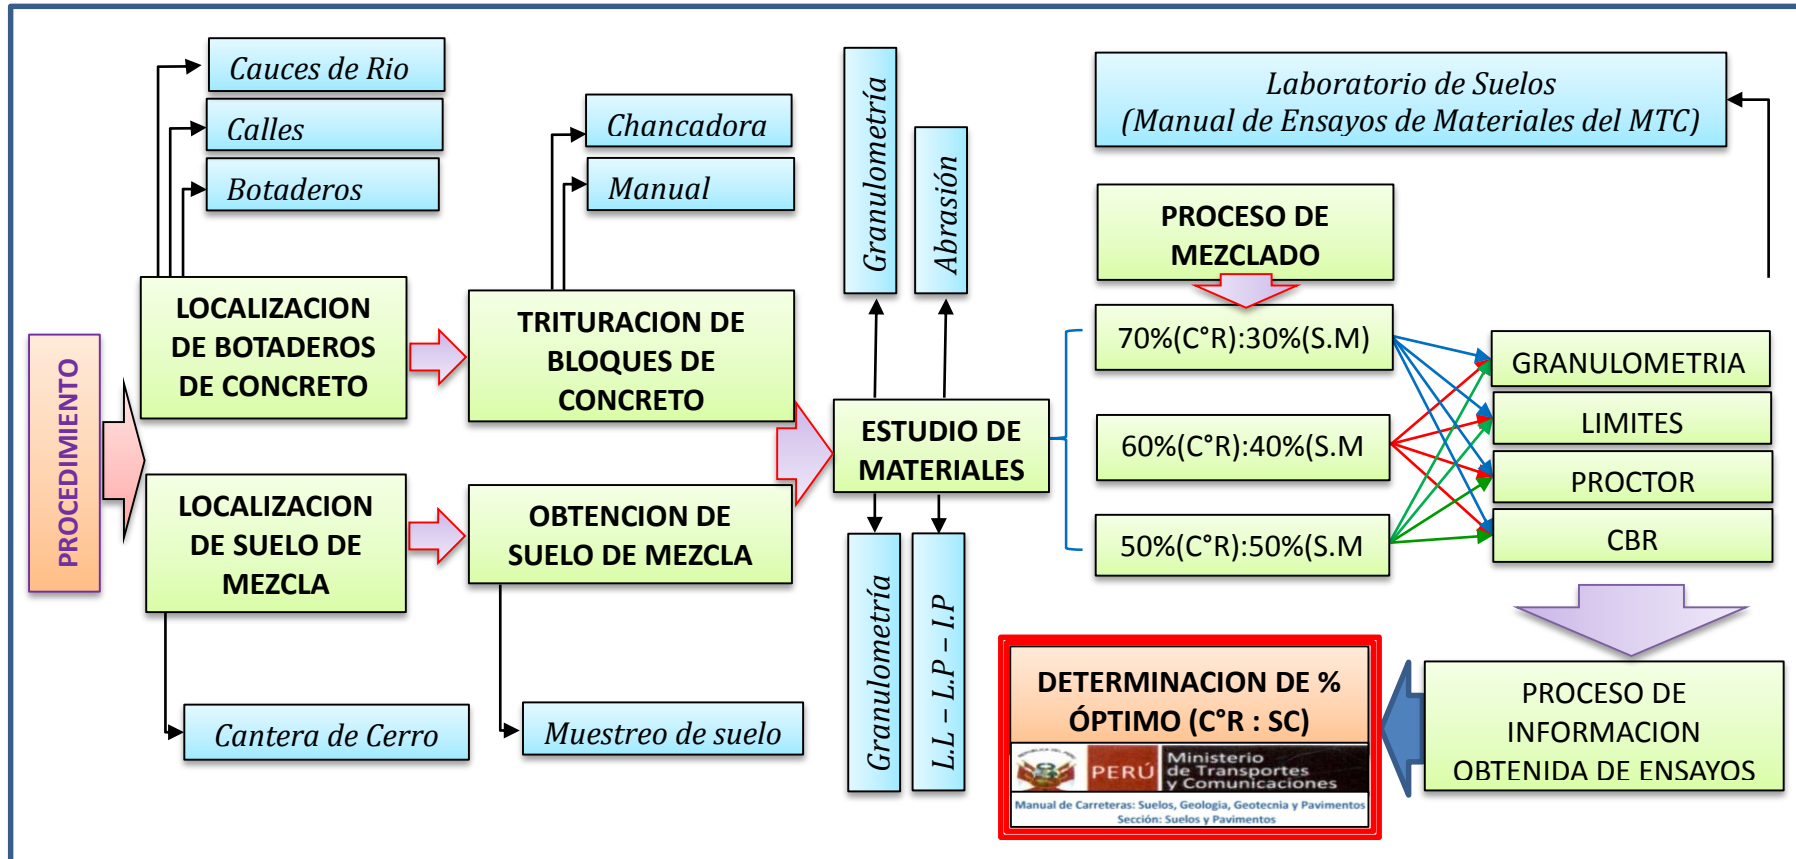 PROCEDIMIENTO
Cauces de Rio
Calles
Botaderos
LOCALIZACION
DE BOTADEROS
DE CONCRETO
LOCALIZACION
DE SUELO DE
MEZCLA
Cantera de Cerro
Chancadora
Manual
TRITURACION DE
BLOQUES DE
CONCRETO
OBTENCION DE
SUELO DE MEZCLA
Muestreo de suelo
Granulometría
Abrasión
ESTUDIO DE
MATERIALES
Granulometría
L.L – L.P – I.P
Laboratorio de Suelos
(Manual de Ensayos de Materiales del MTC)
PROCESO DE
MEZCLADO
70%(C°R):30%(S.M)
60%(C°R):40%(S.M
50%(C°R):50%(S.M
GRANULOMETRIA
LIMITES
PROCTOR
CBR
PROCESO DE
INFORMACION
OBTENIDA DE ENSAYOS
DETERMINACION DE %
ÓPTIMO (C°R : SC)
PERÚ
Ministerio
de Transportes
y Comunicaciones
Manual de Carreteras: Suelos, Geologia, Geotecnia y Pavimentos
Sección: Suelos y Pavimentos